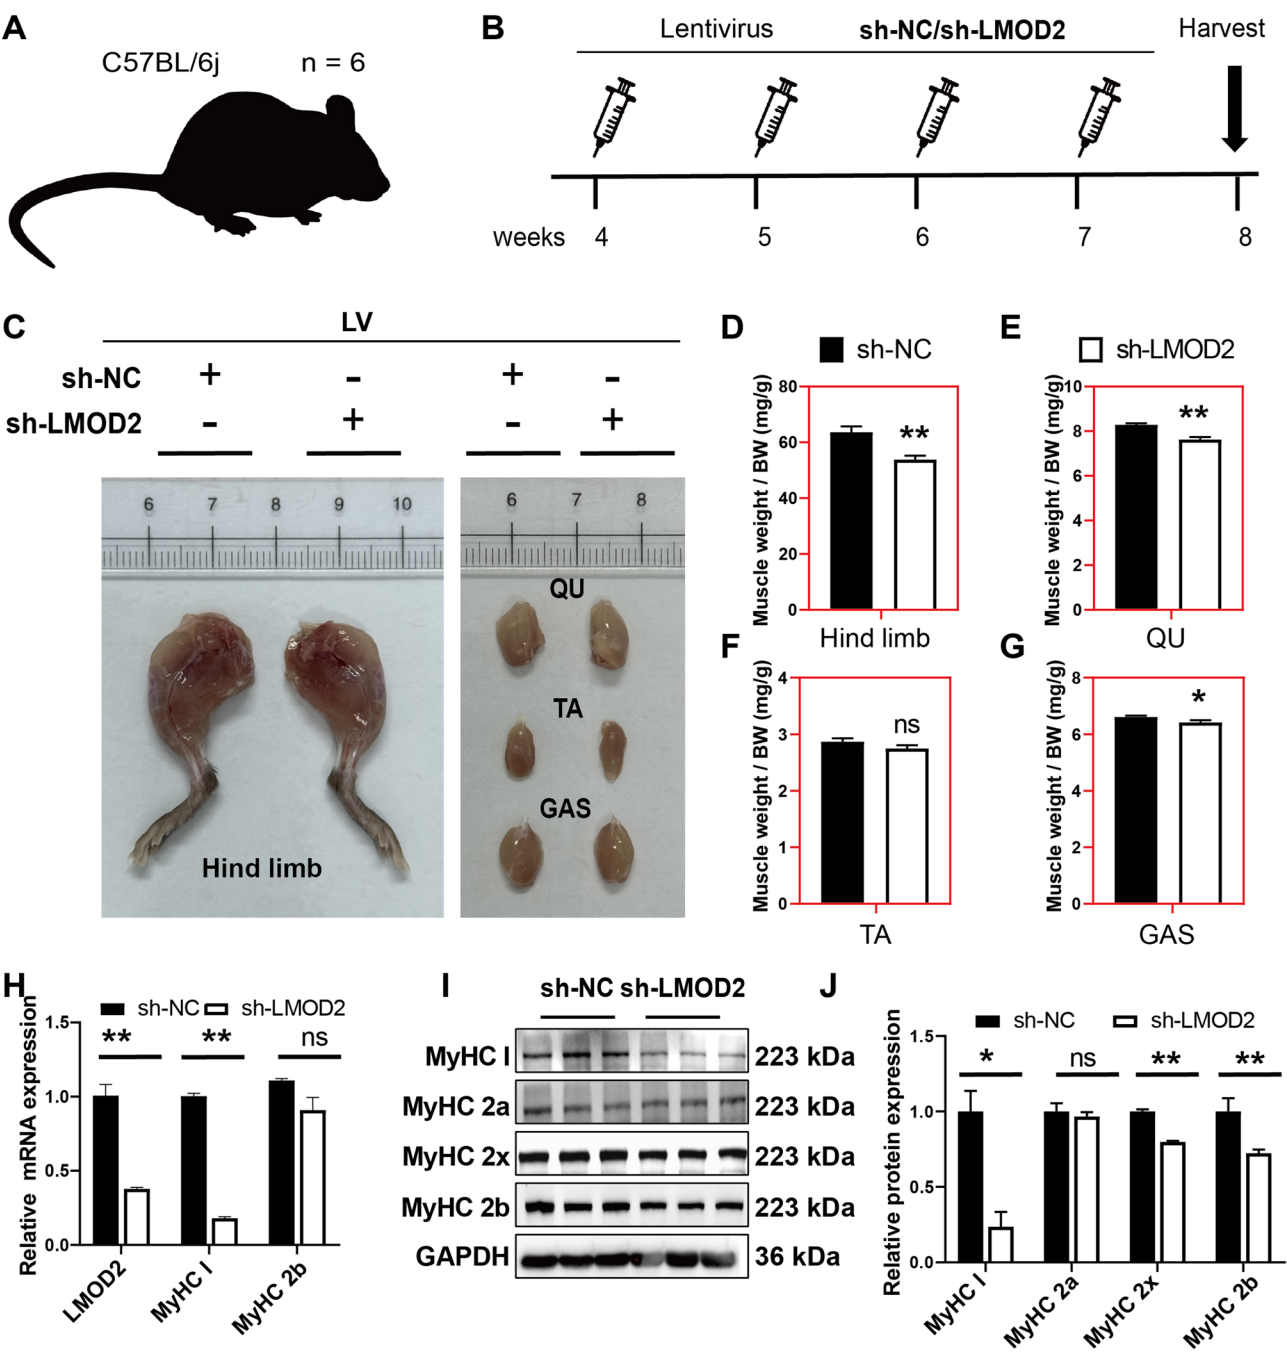 A
C57BL/6j n = 6
B
Lentivirus sh-NC/sh-LMOD2 Harvest
weeks 4 5 6 7 8
C
LV
sh-NC + - + -
sh-LMOD2 - + - +
6 7 8 9 10
6 7 8
QU
TA
GAS
Hind limb
D
sh-NC
E
sh-LMOD2
Muscle weight / BW (mg/g)
80
60
40
20
0
**
Hind limb
Muscle weight / BW (mg/g)
10
8
6
4
2
0
**
QU
F
Muscle weight / BW (mg/g)
4
3
2
1
0
ns
TA
G
Muscle weight / BW (mg/g)
8
6
4
2
0
*
GAS
H
sh-NC sh-LMOD2
Relative mRNA expression
1.5
1.0
0.5
0.0
** ** ns
LMOD2
MyHC I
MyHC 2b
I
sh-NC sh-LMOD2
MyHC I 223 kDa
MyHC 2a 223 kDa
MyHC 2x 223 kDa
MyHC 2b 223 kDa
GAPDH 36 kDa
J
sh-NC sh-LMOD2
Relative protein expression
1.5
1.0
0.5
0.0
* ns ** **
MyHC I
MyHC 2a
MyHC 2x
MyHC 2b